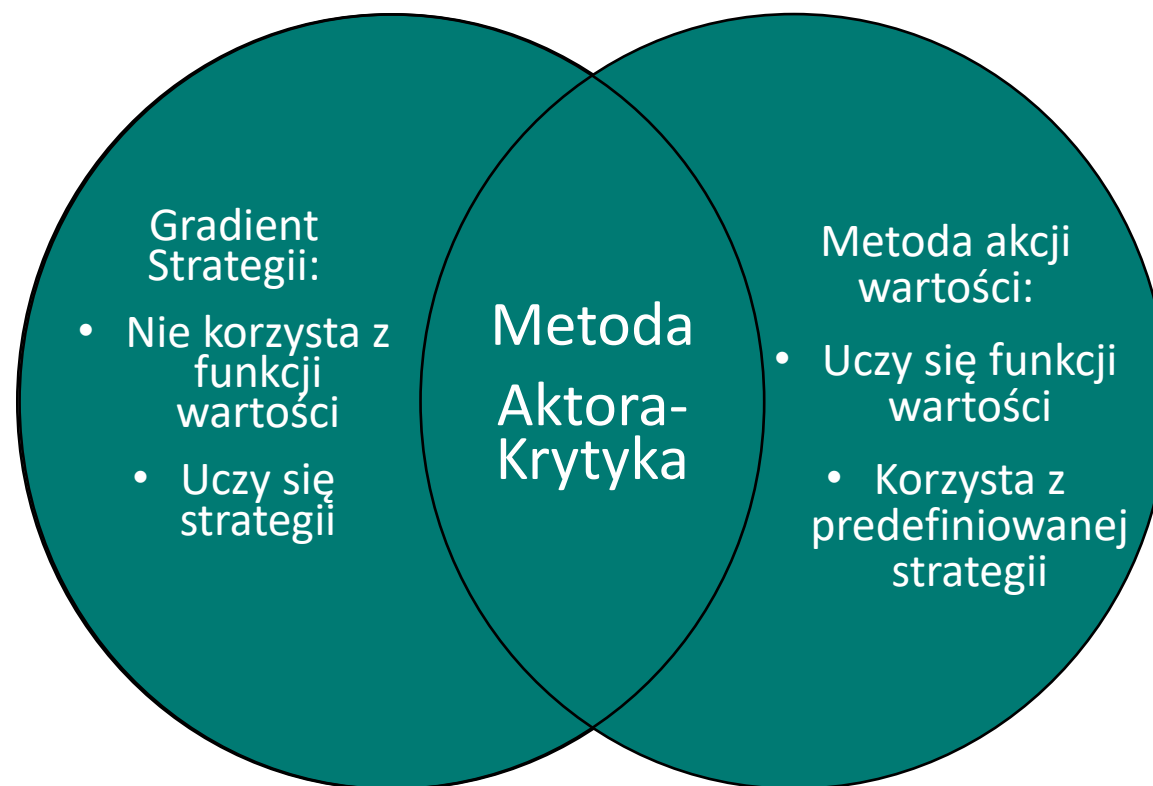 Gradient
Strategii:
• Nie korzysta z
funkcji
wartości
• Uczy się
strategii
Metoda
Aktora-
Krytyka
Metoda akcji
wartości:
• Uczy się funkcji
wartości
• Korzysta z
predefiniowanej
strategii